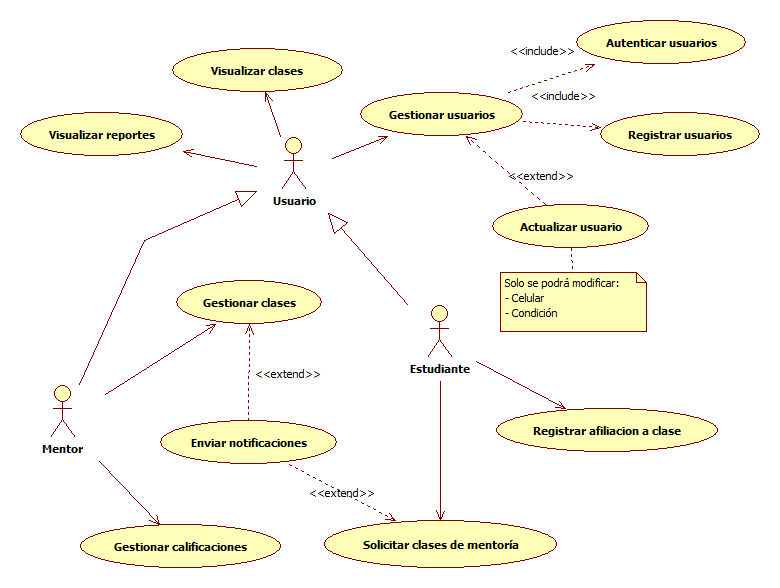 Autenticar usuarios
<<include>>
Visualizar clases
<<include>>
Gestionar usuarios
Visualizar reportes
Registrar usuarios
<<extend>>
Usuario
Actualizar usuario
Solo se podrá modificar:
- Celular
- Condición
Gestionar clases
Estudiante
<<extend>>
Registrar afiliacion a clase
Enviar notificaciones
Mentor
<<extend>>
Gestionar calificaciones
Solicitar clases de mentoría